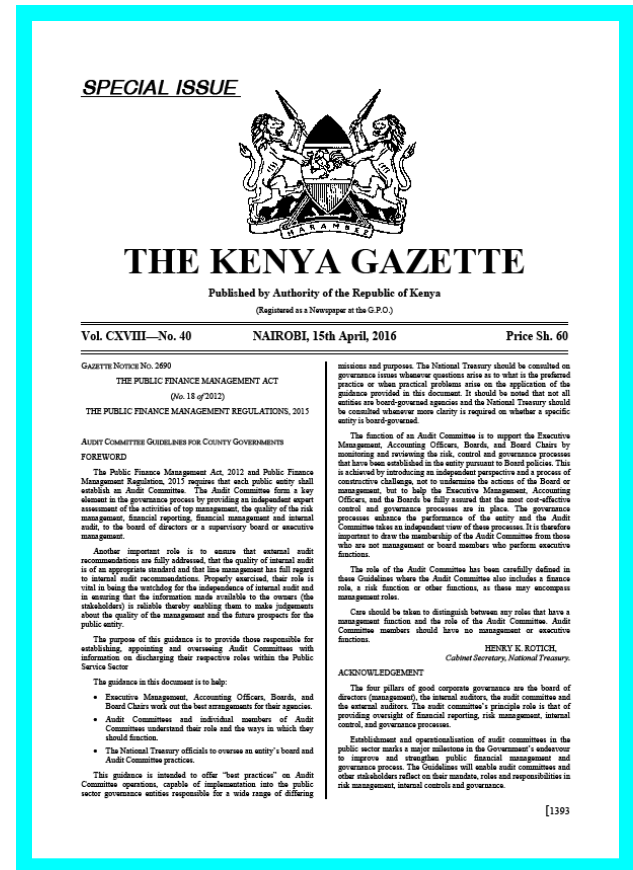 SPECIAL ISSUE
HARAMBEE
THE KENYA GAZETTE
Published by Authority of the Republic of Kenya
(Registered as a Newspaper at the G.P.O.)
Vol. CXVIII—No. 40 NAIROBI, 15th April, 2016 Price Sh. 60
GAZETTE NOTICE NO. 2690
THE PUBLIC FINANCE MANAGEMENT ACT
(No. 18 of 2012)
THE PUBLIC FINANCE MANAGEMENT REGULATIONS, 2015
AUDIT COMMITTEE GUIDELINES FOR COUNTY GOVERNMENTS
FOREWORD
The Public Finance Management Act, 2012 and Public Finance
Management Regulation, 2015 requires that each public entity shall
establish an Audit Committee. The Audit Committee form a key
element in the governance process by providing an independent expert
assessment of the activities of top management, the quality of the risk
management, financial reporting, financial management and internal
audit, to the board of directors or a supervisory board or executive
management.
Another important role is to ensure that external audit
recommendations are fully addressed, that the quality of internal audit
is of an appropriate standard and that line management has full regard
to internal audit recommendations. Properly exercised, their role is
vital in being the watchdog for the independence of internal audit and
in ensuring that the information made available to the owners (the
stakeholders) is reliable thereby enabling them to make judgements
about the quality of the management and the future prospects for the
public entity.
The purpose of this guidance is to provide those responsible for
establishing, appointing and overseeing Audit Committees with
information on discharging their respective roles within the Public
Service Sector
The guidance in this document is to help:
• Executive Management, Accounting Officers, Boards, and
Board Chairs work out the best arrangements for their agencies.
• Audit Committees and individual members of Audit
Committees understand their role and the ways in which they
should function.
• The National Treasury officials to oversee an entity's board and
Audit Committee practices.
This guidance is intended to offer "best practices" on Audit
Committee operations, capable of implementation into the public
sector governance entities responsible for a wide range of differing
missions and purposes. The National Treasury should be consulted on
governance issues whenever questions arise as to what is the preferred
practice or when practical problems arise on the application of the
guidance provided in this document. It should be noted that not all
entities are board-governed agencies and the National Treasury should
be consulted whenever more clarity is required on whether a specific
entity is board-governed.
The function of an Audit Committee is to support the Executive
Management, Accounting Officers, Boards, and Board Chairs by
monitoring and reviewing the risk, control and governance processes
that have been established in the entity pursuant to Board policies. This
is achieved by introducing an independent perspective and a process of
constructive challenge, not to undermine the actions of the Board or
management, but to help the Executive Management, Accounting
Officers, and the Boards be fully assured that the most cost-effective
control and governance processes are in place. The governance
processes enhance the performance of the entity and the Audit
Committee takes an independent view of these processes. It is therefore
important to draw the membership of the Audit Committee from those
who are not management or board members who perform executive
functions.
The role of the Audit Committee has been carefully defined in
these Guidelines where the Audit Committee also includes a finance
role, a risk function or other functions, as these may encompass
management roles.
Care should be taken to distinguish between any roles that have a
management function and the role of the Audit Committee. Audit
Committee members should have no management or executive
functions.
HENRY K. ROTICH,
Cabinet Secretary, National Treasury.
ACKNOWLEDGEMENT
The four pillars of good corporate governance are the board of
directors (management), the internal auditors, the audit committee and
the external auditors. The audit committee's principle role is that of
providing oversight of financial reporting, risk management, internal
control, and governance processes.
Establishment and operationalisation of audit committees in the
public sector marks a major milestone in the Government's endeavour
to improve and strengthen public financial management and
governance process. The Guidelines will enable audit committees and
other stakeholders reflect on their mandate, roles and responsibilities in
risk management, internal controls and governance.
[1393